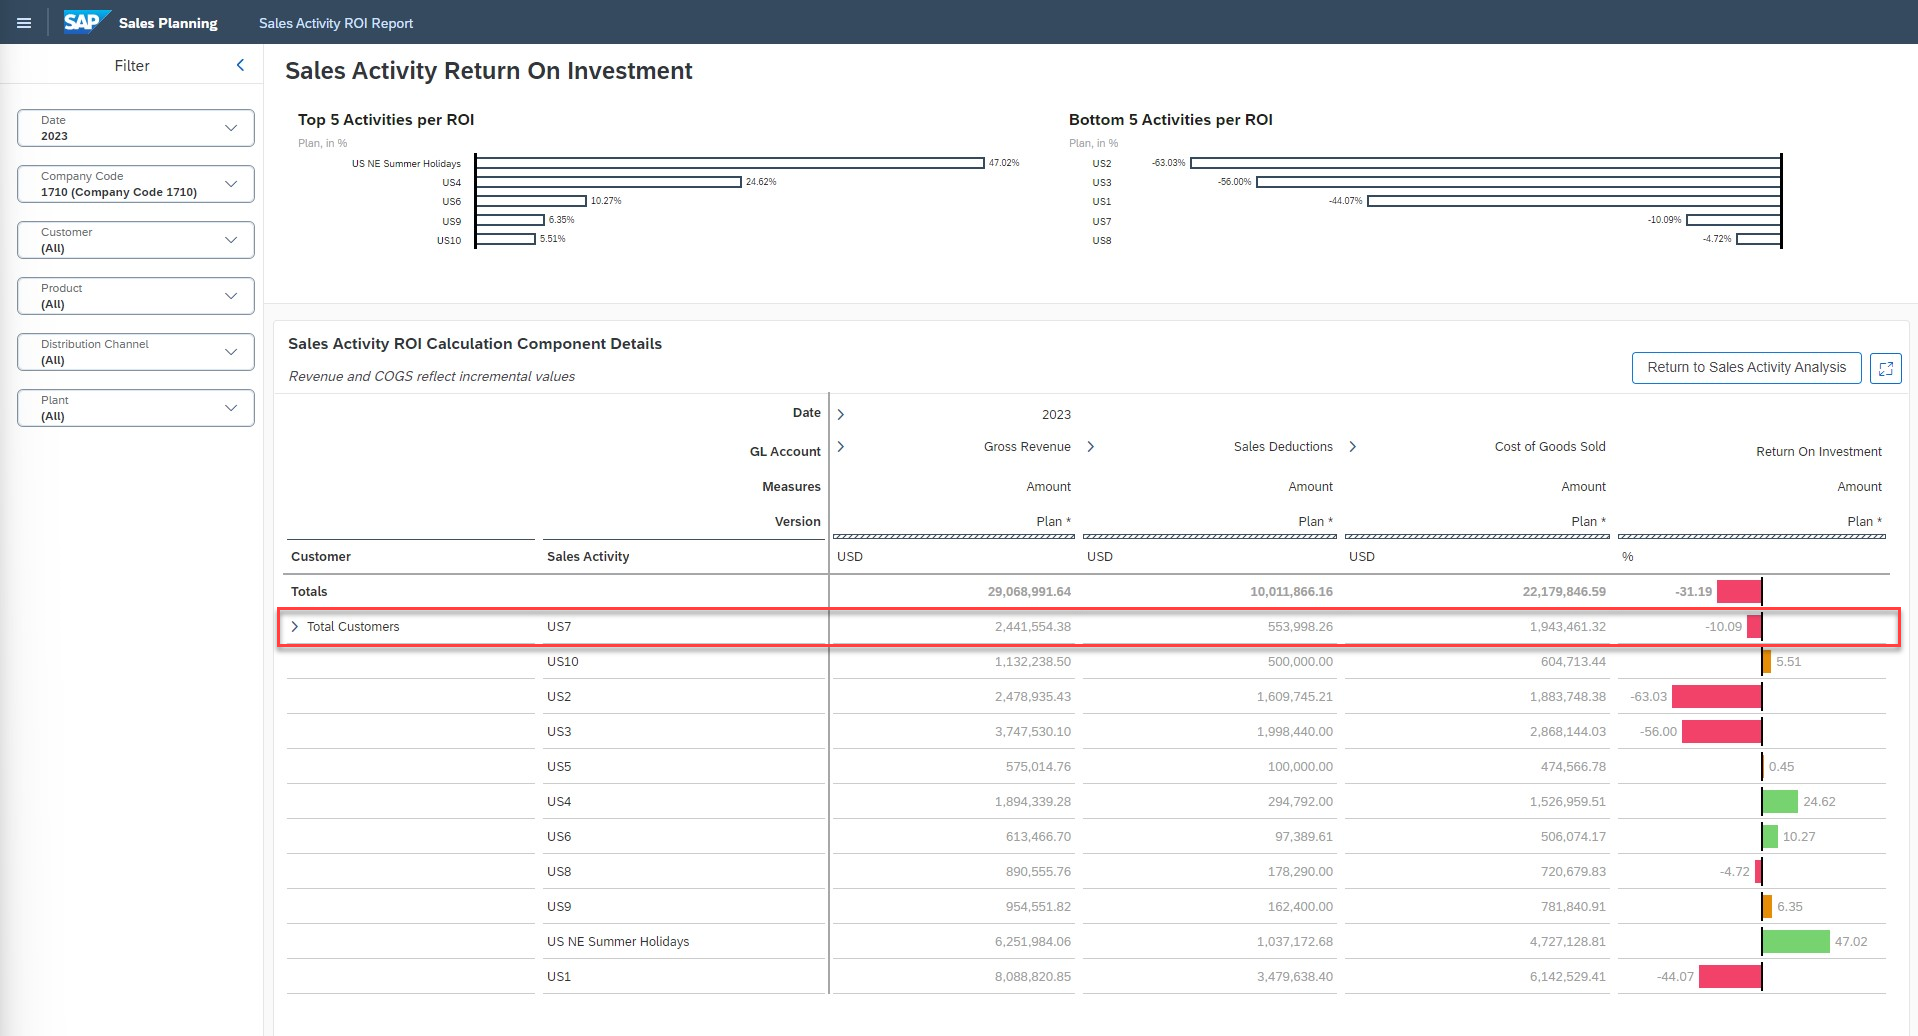 SAP Sales Planning Sales Activity ROI Report
Filter
Date
2023
Company Code
1710 (Company Code 1710)
Customer
(All)
Product
(All)
Distribution Channel
(All)
Plant
(All)
Sales Activity Return On Investment
Top 5 Activities per ROI
Plan, in %
US NE Summer Holidays 47.02%
US4 24.62%
US6 10.27%
US9 6.35%
US10 5.51%
Bottom 5 Activities per ROI
Plan, in %
US2 -63.03%
US3 -56.00%
US1 -44.07%
US7 -10.09%
US8 -4.72%
Sales Activity ROI Calculation Component Details
Revenue and COGS reflect incremental values
Return to Sales Activity Analysis
Date 2023
GL Account Gross Revenue Sales Deductions Cost of Goods Sold Return On Investment
Measures Amount Amount Amount Amount
Version Plan * Plan * Plan * Plan *
Customer Sales Activity USD USD USD %
Totals 29,068,991.64 10,011,866.16 22,179,846.59 -31.19
Total Customers US7 2,441,554.38 553,998.26 1,943,461.32 -10.09
US10 1,132,238.50 500,000.00 604,713.44 5.51
US2 2,478,935.43 1,609,745.21 1,883,748.38 -63.03
US3 3,747,530.10 1,998,440.00 2,868,144.03 -56.00
US5 575,014.76 100,000.00 474,566.78 0.45
US4 1,894,339.28 294,792.00 1,526,959.51 24.62
US6 613,466.70 97,389.61 506,074.17 10.27
US8 890,555.76 178,290.00 720,679.83 -4.72
US9 954,551.82 162,400.00 781,840.91 6.35
US NE Summer Holidays 6,251,984.06 1,037,172.68 4,727,128.81 47.02
US1 8,088,820.85 3,479,638.40 6,142,529.41 -44.07